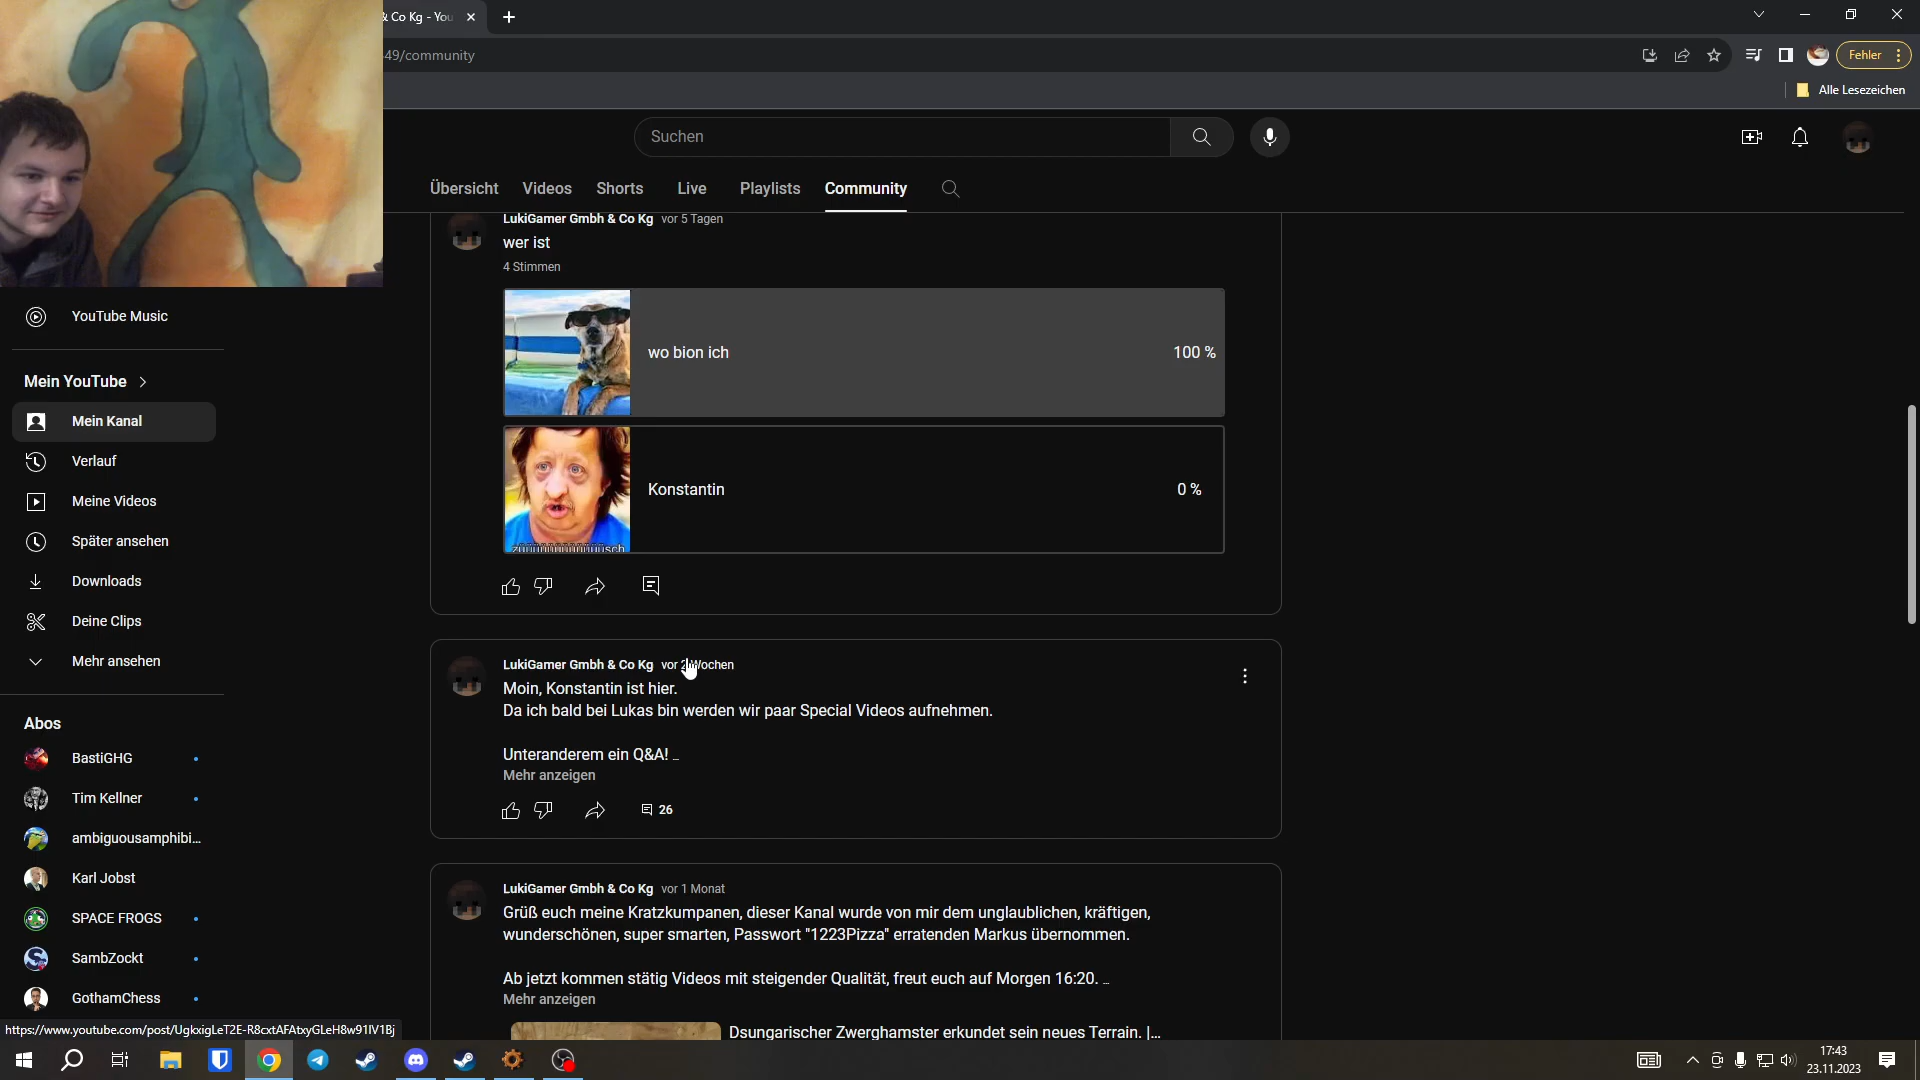 & Co Kg - You
49/community
Fehler
Alle Lesezeichen
Suchen
Übersicht
Videos
Shorts
Live
Playlists
Community
LukiGamer Gmbh & Co Kg vor 5 Tagen
wer ist
4 Stimmen
wo bion ich
100 %
Konstantin
0 %
LukiGamer Gmbh & Co Kg vor 2 Wochen
Moin, Konstantin ist hier.
Da ich bald bei Lukas bin werden wir paar Special Videos aufnehmen.
Unteranderem ein Q&A! ...
Mehr anzeigen
26
LukiGamer Gmbh & Co Kg vor 1 Monat
Grüß euch meine Kratzkumpanen, dieser Kanal wurde von mir dem unglaublichen, kräftigen,
wunderschönen, super smarten, Passwort "1223Pizza" erratenden Markus übernommen.
Ab jetzt kommen stätig Videos mit steigender Qualität, freut euch auf Morgen 16:20. ...
Mehr anzeigen
Dsungarischer Zwerghamster erkundet sein neues Terrain. |...
YouTube Music
Mein YouTube
Mein Kanal
Verlauf
Meine Videos
Später ansehen
Downloads
Deine Clips
Mehr ansehen
Abos
BastiGHG
Tim Kellner
ambiguousamphibi...
Karl Jobst
SPACE FROGS
SambZockt
GothamChess
17:43
23.11.2023